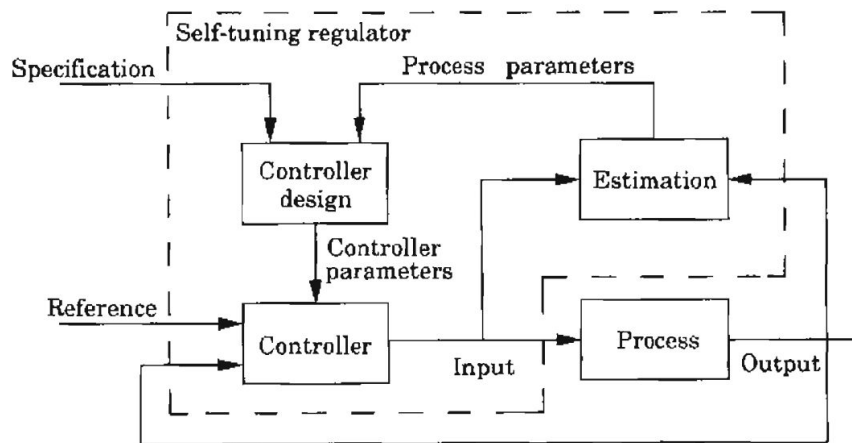 Self-tuning regulator
Specification
Process parameters
Controller
design
Estimation
Controller
parameters
Reference
Controller
Process
Input
Output